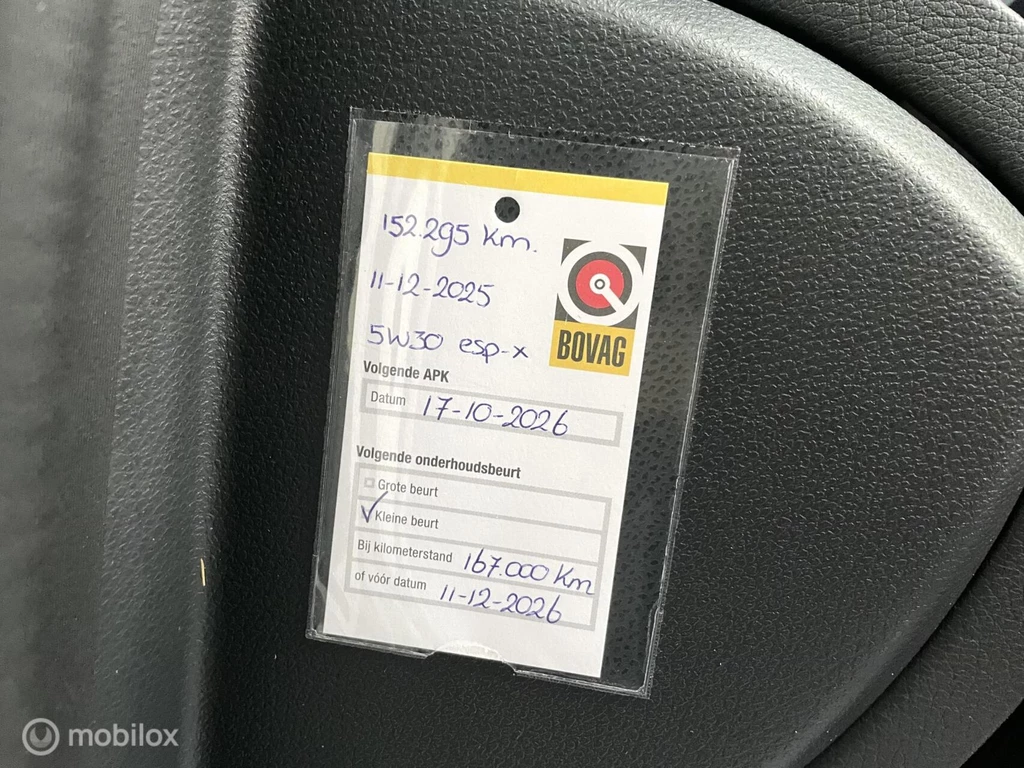 152.295 Km.
11-12-2025
5W30 esp-x
BOVAG
Volgende APK
Datum 17-10-2026
Volgende onderhoudsbeurt
Grote beurt
Kleine beurt
Bij kilometerstand 167.000 Km
of vóór datum 11-12-2026
mobilox